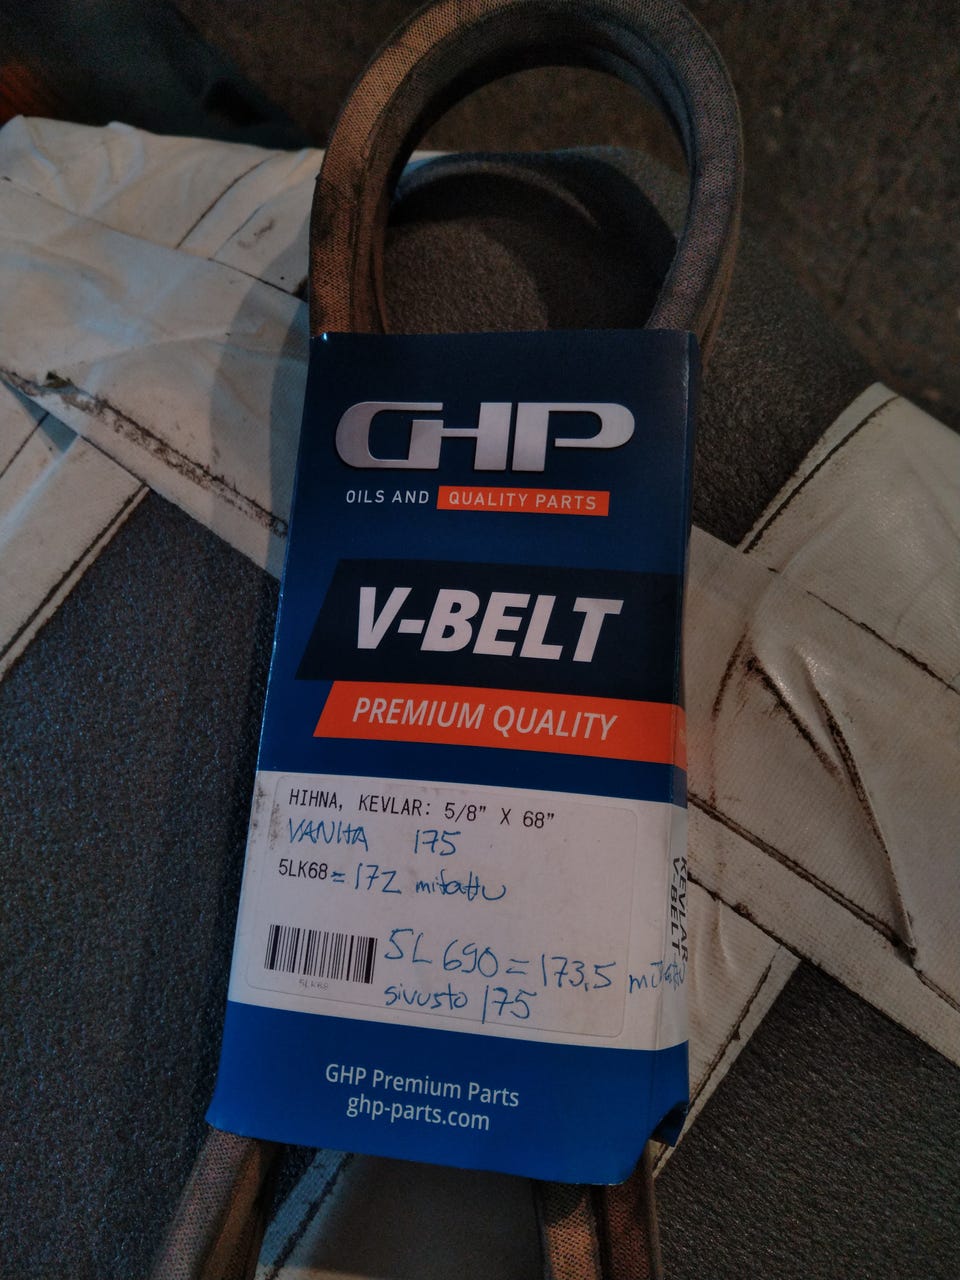 GHP
OILS AND QUALITY PARTS
V-BELT
PREMIUM QUALITY
HIHNA, KEVLAR: 5/8" X 68"
VANHA 175
5LK68 = 172 mitattu
5L 690 = 173,5 mitattu
sivusto 175
5LK68
KEVLAR
V-BELT
GHP Premium Parts
ghp-parts.com